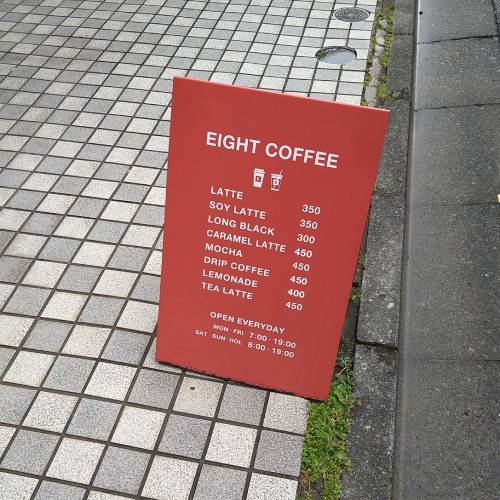 EIGHT COFFEE
LATTE 350
SOY LATTE 350
LONG BLACK 300
CARAMEL LATTE 450
MOCHA 450
DRIP COFFEE 450
LEMONADE 400
TEA LATTE 450
OPEN EVERYDAY
MON - FRI 7:00 - 19:00
SAT SUN HOL 8:00 - 19:00